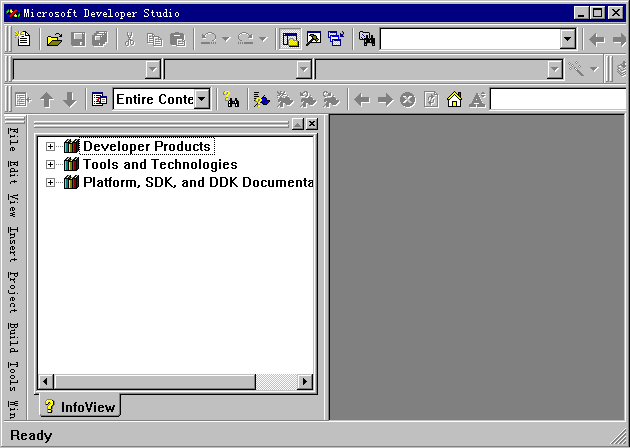 Microsoft Developer Studio
Entire Conte
File Edit View Insert Project Build Tools Win
Developer Products
Tools and Technologies
Platform, SDK, and DDK Documenta
InfoView
Ready